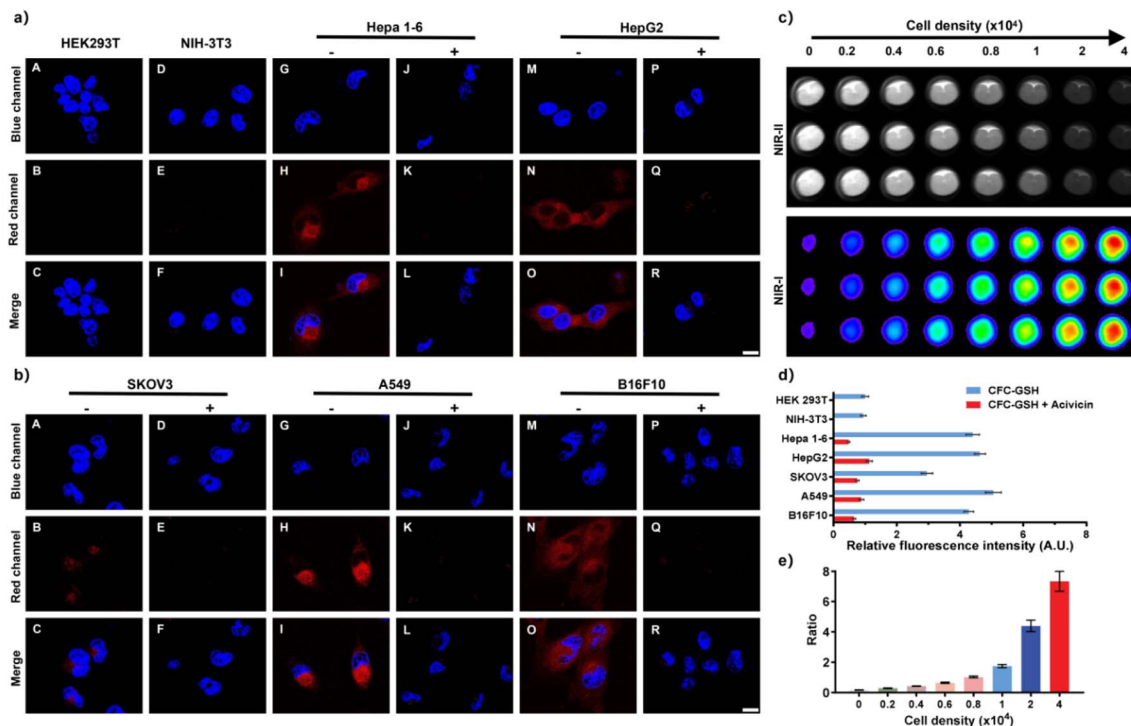 a)
HEK293T NIH-3T3 Hepa 1-6 HepG2
- + - +
Blue channel A D G J M P
Red channel B E H K N Q
Merge C F I L O R
b)
SKOV3 A549 B16F10
- + - + - +
Blue channel A D G J M P
Red channel B E H K N Q
Merge C F I L O R
c)
Cell density (x10⁴)
0 0.2 0.4 0.6 0.8 1 2 4
NIR-II
NIR-I
d)
CFC-GSH
CFC-GSH + Acivicin
HEK 293T
NIH-3T3
Hepa 1-6
HepG2
SKOV3
A549
B16F10
0 2 4 6 8
Relative fluorescence intensity (A.U.)
e)
Ratio
8
6
4
2
0
0 0.2 0.4 0.6 0.8 1 2 4
Cell density (x10⁴)